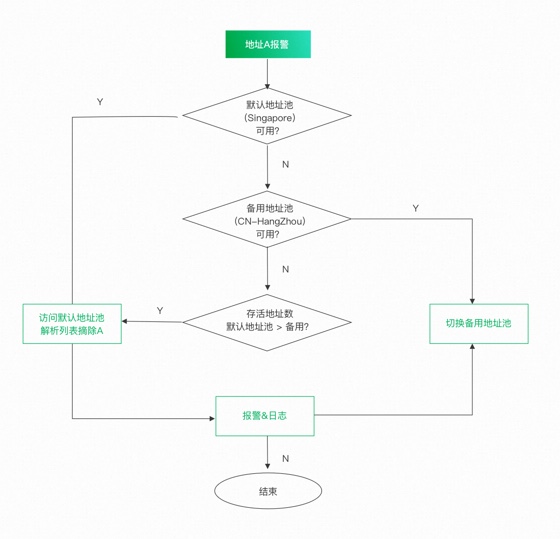 地址A报警
默认地址池
(Singapore)
可用?
Y
N
备用地址池
(CN-HangZhou)
可用?
Y
N
存活地址数
默认地址池 > 备用?
Y
访问默认地址池
解析列表摘除A
切换备用地址池
报警&日志
N
结束